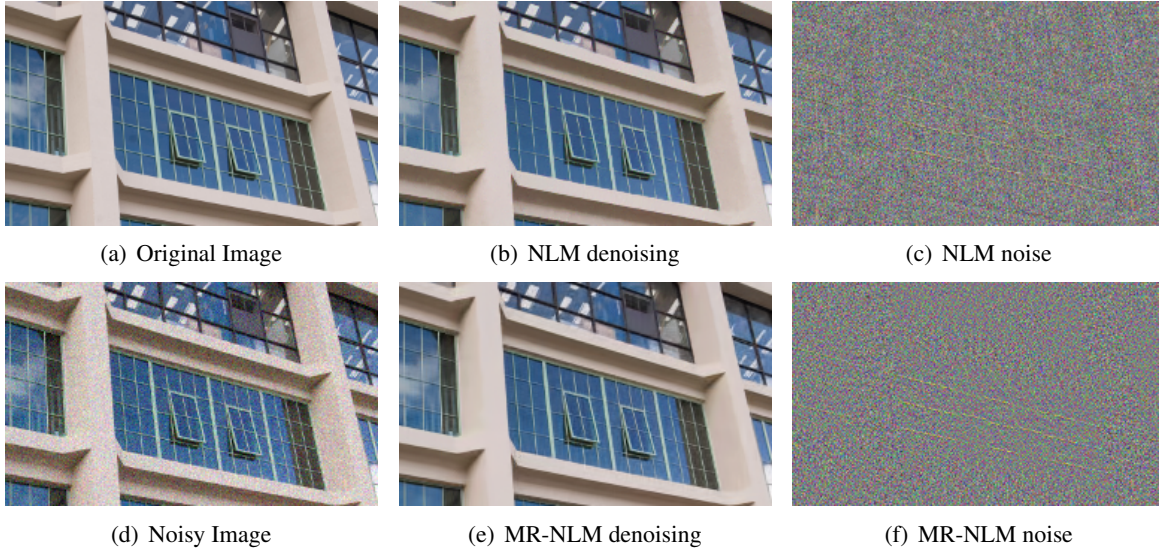 (a) Original Image
(b) NLM denoising
(c) NLM noise
(d) Noisy Image
(e) MR-NLM denoising
(f) MR-NLM noise